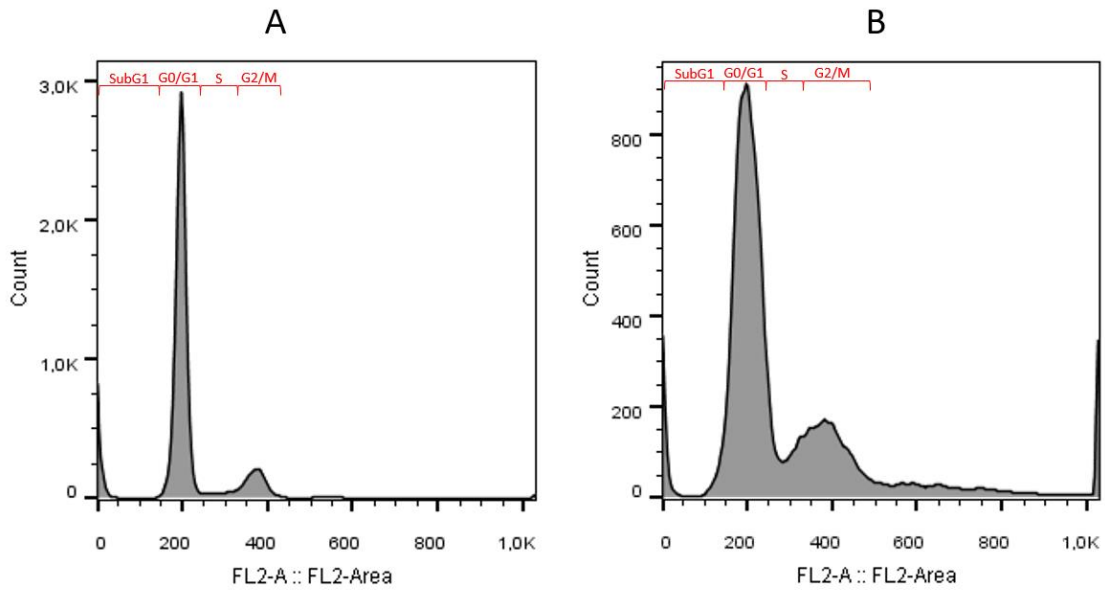 A
B
SubG1 G0/G1 S G2/M
3,0K
2,0K
1,0K
0
Count
0 200 400 600 800 1,0K
FL2-A :: FL2-Area
SubG1 G0/G1 S G2/M
800
600
400
200
0
Count
0 200 400 600 800 1,0K
FL2-A :: FL2-Area